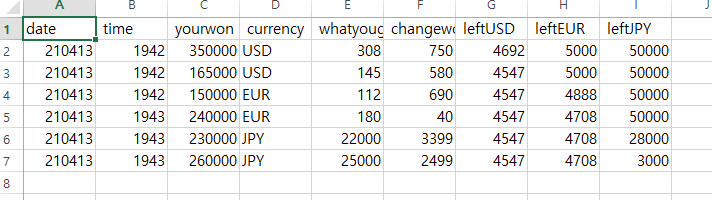 A B C D E F G H I J
1 date time yourwon currency whatyoug changewo leftUSD leftEUR leftJPY
2 210413 1942 350000 USD 308 750 4692 5000 50000
3 210413 1942 165000 USD 145 580 4547 5000 50000
4 210413 1942 150000 EUR 112 690 4547 4888 50000
5 210413 1943 240000 EUR 180 40 4547 4708 50000
6 210413 1943 230000 JPY 22000 3399 4547 4708 28000
7 210413 1943 260000 JPY 25000 2499 4547 4708 3000
8